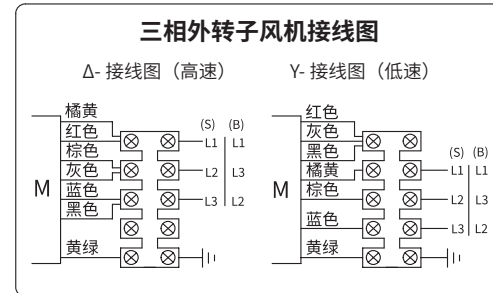 三相外转子风机接线图
Δ- 接线图（高速）
橘黄
红色
棕色
灰色
蓝色
黑色
黄绿
M
(S) (B)
L1 L1
L2 L3
L3 L2
Y- 接线图（低速）
红色
灰色
黑色
橘黄
棕色
蓝色
黄绿
M
(S) (B)
L1 L1
L2 L3
L3 L2